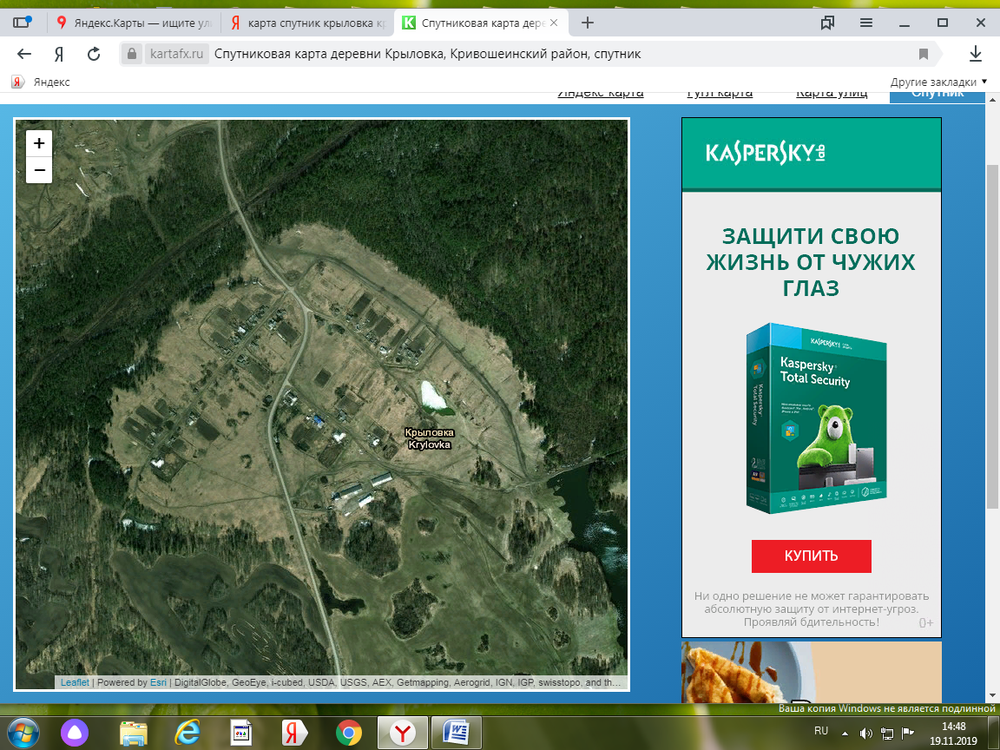 Яндекс.Карты — ищите ул
карта спутник крыловка к
Спутниковая карта дере
kartafx.ru Спутниковая карта деревни Крыловка, Кривошеинский район, спутник
Яндекс
Другие закладки
Яндекс карта Гугл карта Карта улиц Спутник
+
−
Крыловка
Krylovka
Leaflet | Powered by Esri | DigitalGlobe, GeoEye, i-cubed, USDA, USGS, AEX, Getmapping, Aerogrid, IGN, IGP, swisstopo, and th...
KASPERSKY lab
ЗАЩИТИ СВОЮ
ЖИЗНЬ ОТ ЧУЖИХ
ГЛАЗ
KASPERSKY
Kaspersky
Total Security
КУПИТЬ
Ни одно решение не может гарантировать
абсолютную защиту от интернет-угроз.
Проявляй бдительность!
0+
Ваша копия Windows не является подлинной
RU
14:48
19.11.2019